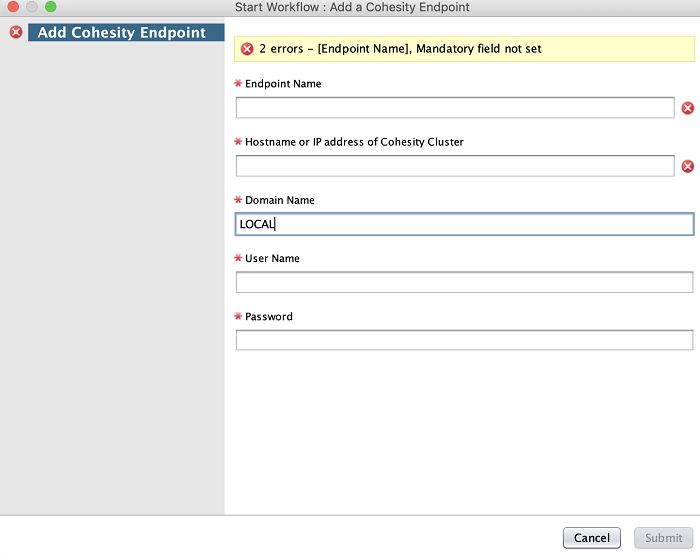 Start Workflow : Add a Cohesity Endpoint
Add Cohesity Endpoint
2 errors – [Endpoint Name], Mandatory field not set
* Endpoint Name
* Hostname or IP address of Cohesity Cluster
* Domain Name
LOCAL
* User Name
* Password
Cancel Submit